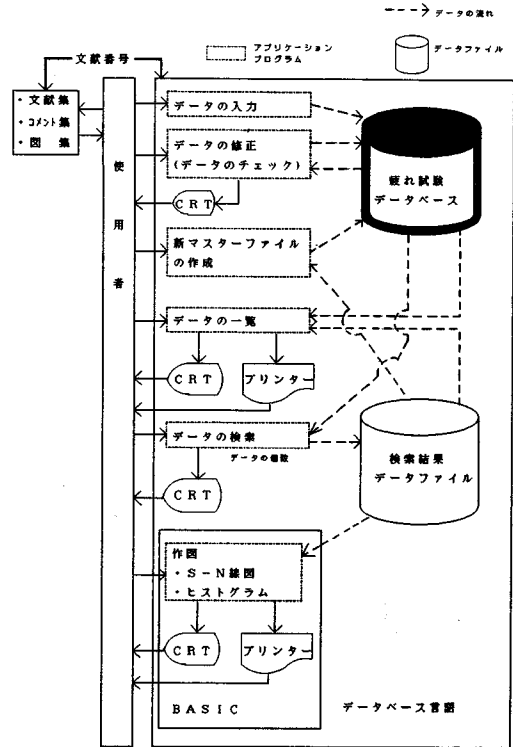 データの流れ
アプリケーション
プログラム
データファイル
文献番号
・文献集
・コメント集
・図 集
使用者
データの入力
データの修正
(データのチェック)
CRT
疲れ試験
データベース
新マスターファイル
の作成
データの一覧
CRT
プリンター
データの検索
データの個数
CRT
検索結果
データファイル
作図
・S-N線図
・ヒストグラム
CRT
プリンター
BASIC
データベース言語